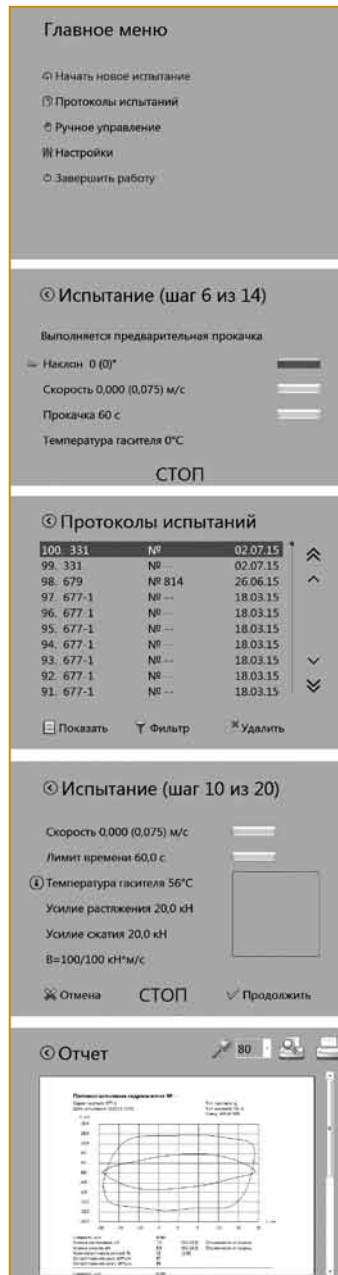 Главное меню
Начать новое испытание
Протоколы испытаний
Ручное управление
Настройки
Завершить работу
Испытание (шаг 6 из 14)
Выполняется предварительная прокачка
Наклон 0 (0)°
Скорость 0,000 (0,075) м/с
Прокачка 60 с
Температура гасителя 0°C
СТОП
Протоколы испытаний
100. 331 № 02.07.15
99. 331 № -- 02.07.15
98. 679 № 814 26.06.15
97. 677-1 № -- 18.03.15
96. 677-1 № -- 18.03.15
95. 677-1 № -- 18.03.15
94. 677-1 № -- 18.03.15
93. 677-1 № -- 18.03.15
92. 677-1 № -- 18.03.15
91. 677-1 № -- 18.03.15
Показать Фильтр Удалить
Испытание (шаг 10 из 20)
Скорость 0,000 (0,075) м/с
Лимит времени 60,0 с
Температура гасителя 56°C
Усилие растяжения 20,0 кН
Усилие сжатия 20,0 кН
В=100/100 кН*м/с
Отмена СТОП Продолжить
Отчет 80